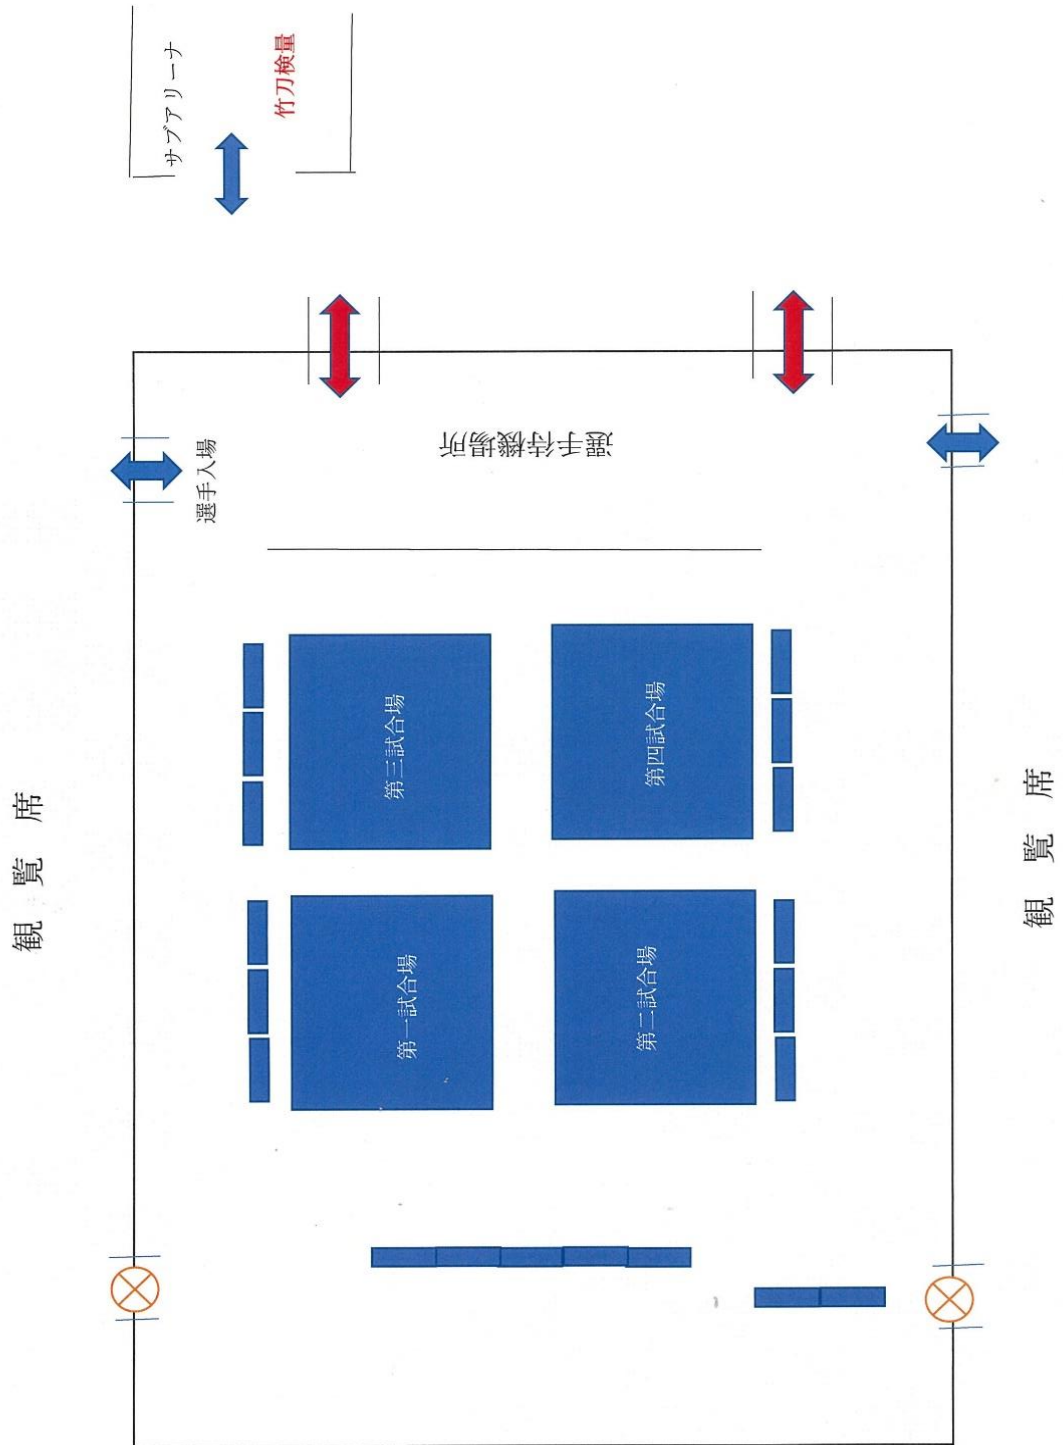 サブアリーナ
竹刀検量
選手入場
選手待機場所
観覧席
第三試合場
第四試合場
第一試合場
第二試合場
観覧席